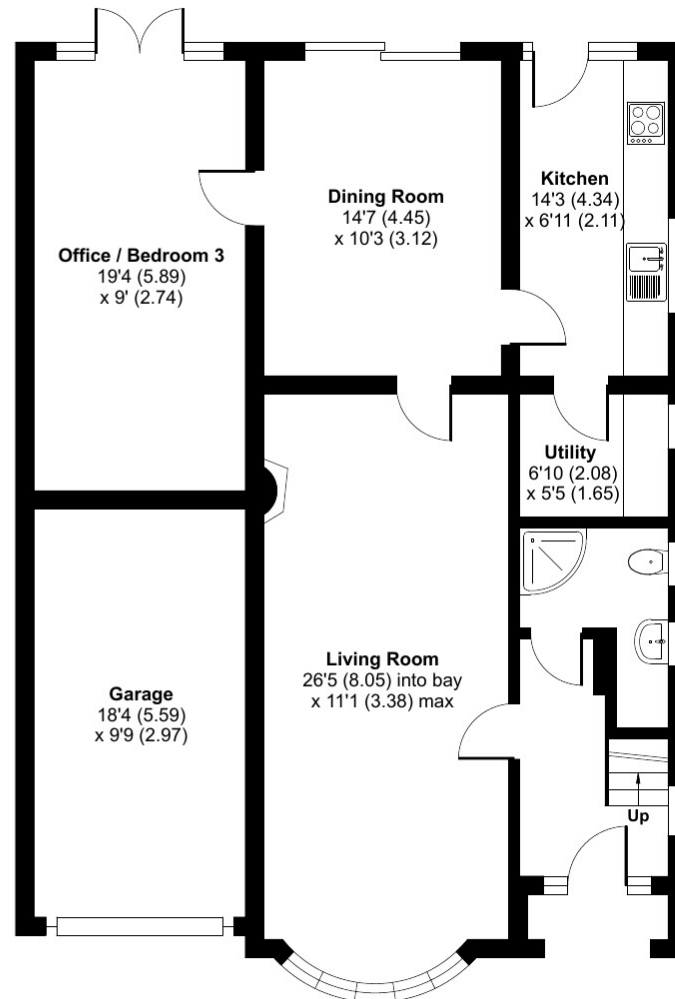 Kitchen
14'3 (4.34)
x 6'11 (2.11)
Dining Room
14'7 (4.45)
x 10'3 (3.12)
Office / Bedroom 3
19'4 (5.89)
x 9' (2.74)
Utility
6'10 (2.08)
x 5'5 (1.65)
Living Room
26'5 (8.05) into bay
x 11'1 (3.38) max
Garage
18'4 (5.59)
x 9'9 (2.97)
Up